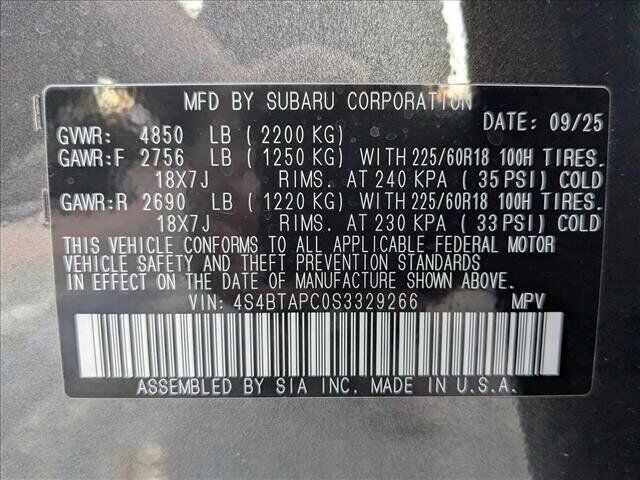 MFD BY SUBARU CORPORATION
DATE: 09/25
GVWR: 4850 LB (2200 KG)
GAWR:F 2756 LB (1250 KG) WITH 225/60R18 100H TIRES.
18X7J RIMS. AT 240 KPA (35 PSI) COLD
GAWR:R 2690 LB (1220 KG) WITH 225/60R18 100H TIRES.
18X7J RIMS. AT 230 KPA (33 PSI) COLD
THIS VEHICLE CONFORMS TO ALL APPLICABLE FEDERAL MOTOR
VEHICLE SAFETY AND THEFT PREVENTION STANDARDS
IN EFFECT ON THE DATE OF MANUFACTURE SHOWN ABOVE.
VIN: 4S4BTAPC0S3329266 MPV
ASSEMBLED BY SIA INC. MADE IN U.S.A.